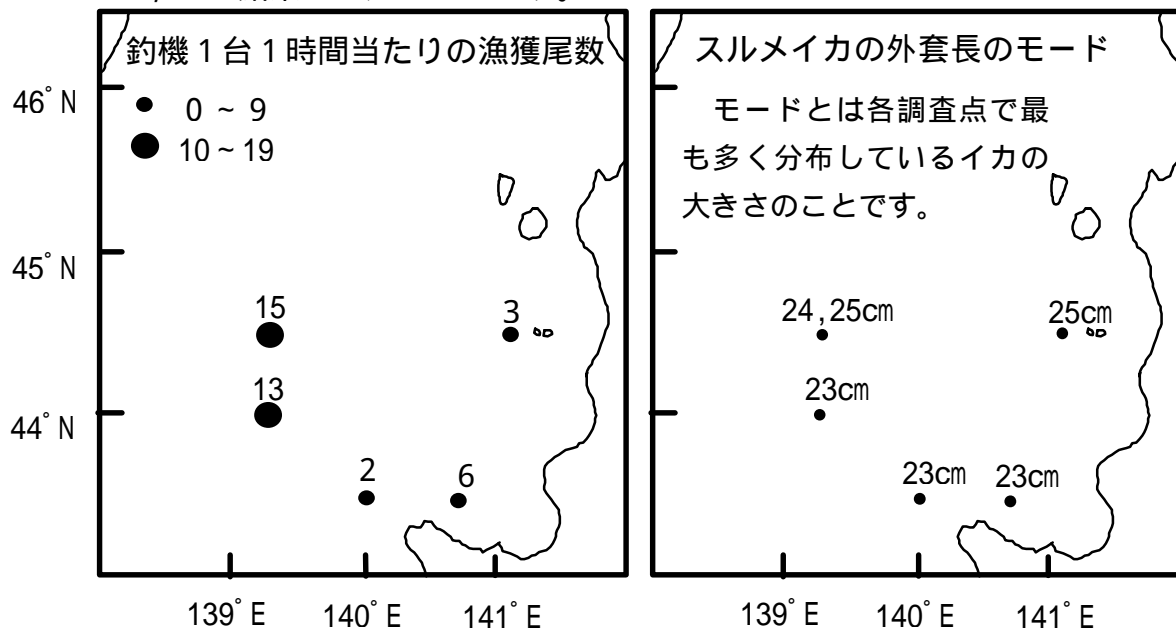 釣機１台１時間当たりの漁獲尾数
0 ～ 9
10～19
46°N
45°N
44°N
15
3
13
2
6
139°E
140°E
141°E
スルメイカの外套長のモード
モードとは各調査点で最
も多く分布しているイカの
大きさのことです。
24,25cm
25cm
23cm
23cm
23cm
139°E
140°E
141°E